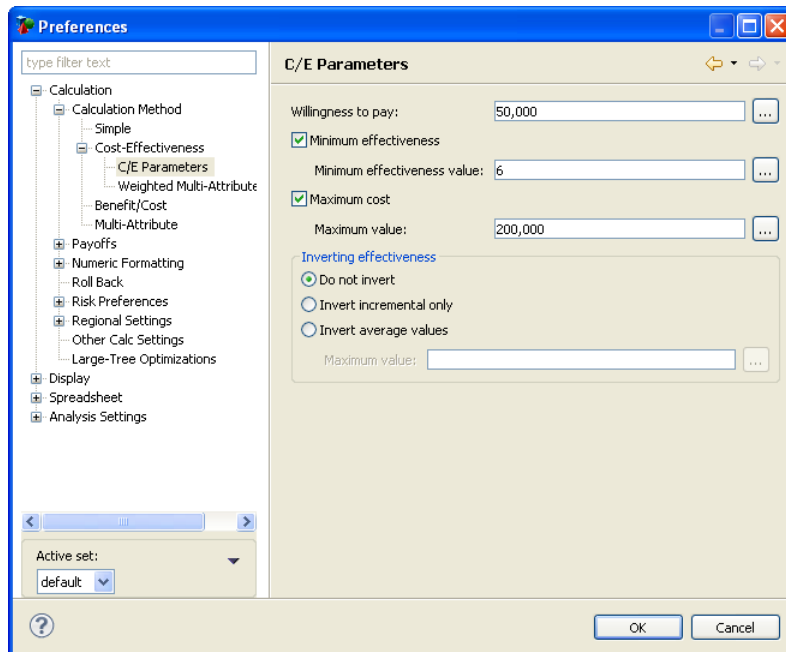 Preferences
type filter text
C/E Parameters
Calculation
Calculation Method
Simple
Cost-Effectiveness
C/E Parameters
Weighted Multi-Attribute
Benefit/Cost
Multi-Attribute
Payoffs
Numeric Formatting
Roll Back
Risk Preferences
Regional Settings
Other Calc Settings
Large-Tree Optimizations
Display
Spreadsheet
Analysis Settings
Willingness to pay: 50,000 ...
Minimum effectiveness
Minimum effectiveness value: 6 ...
Maximum cost
Maximum value: 200,000 ...
Inverting effectiveness
Do not invert
Invert incremental only
Invert average values
Maximum value: ...
Active set:
default
OK Cancel